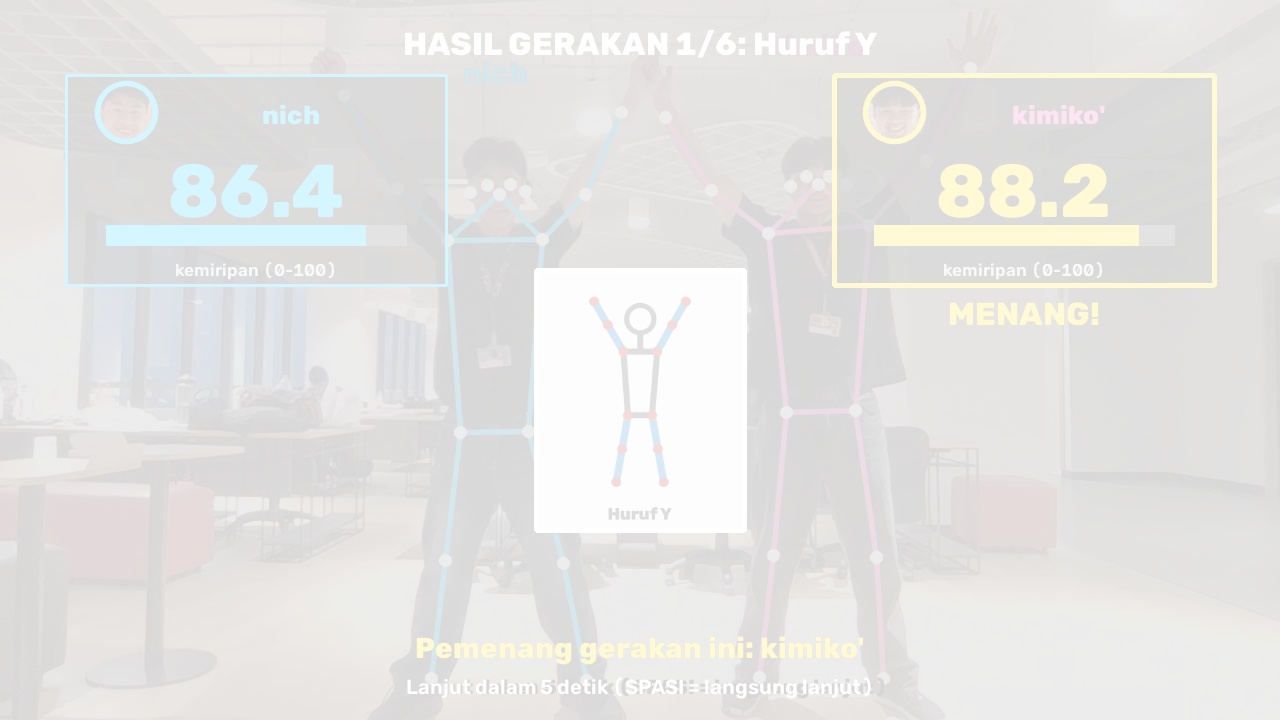 HASIL GERAKAN 1/6: Huruf Y
nich
nich
86.4
kemiripan (0-100)
kimiko'
88.2
kemiripan (0-100)
MENANG!
Huruf Y
Pemenang gerakan ini: kimiko'
Lanjut dalam 5 detik (SPASI = langsung lanjut)